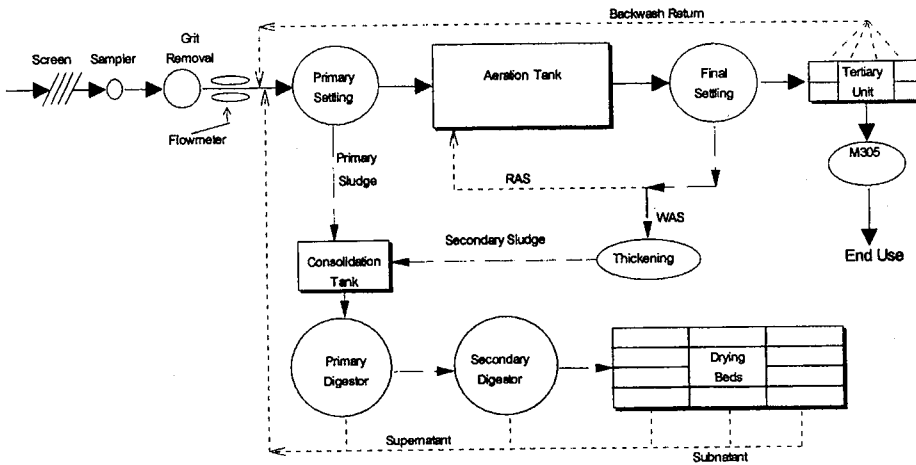 Backwash Return
Screen
Sampler
Grit
Removal
Flowmeter
Primary
Settling
Aeration Tank
Final
Settling
Tertiary
Unit
M305
End Use
Primary
Sludge
RAS
WAS
Secondary Sludge
Thickening
Consolidation
Tank
Primary
Digestor
Secondary
Digestor
Drying
Beds
Supernatant
Subnatant